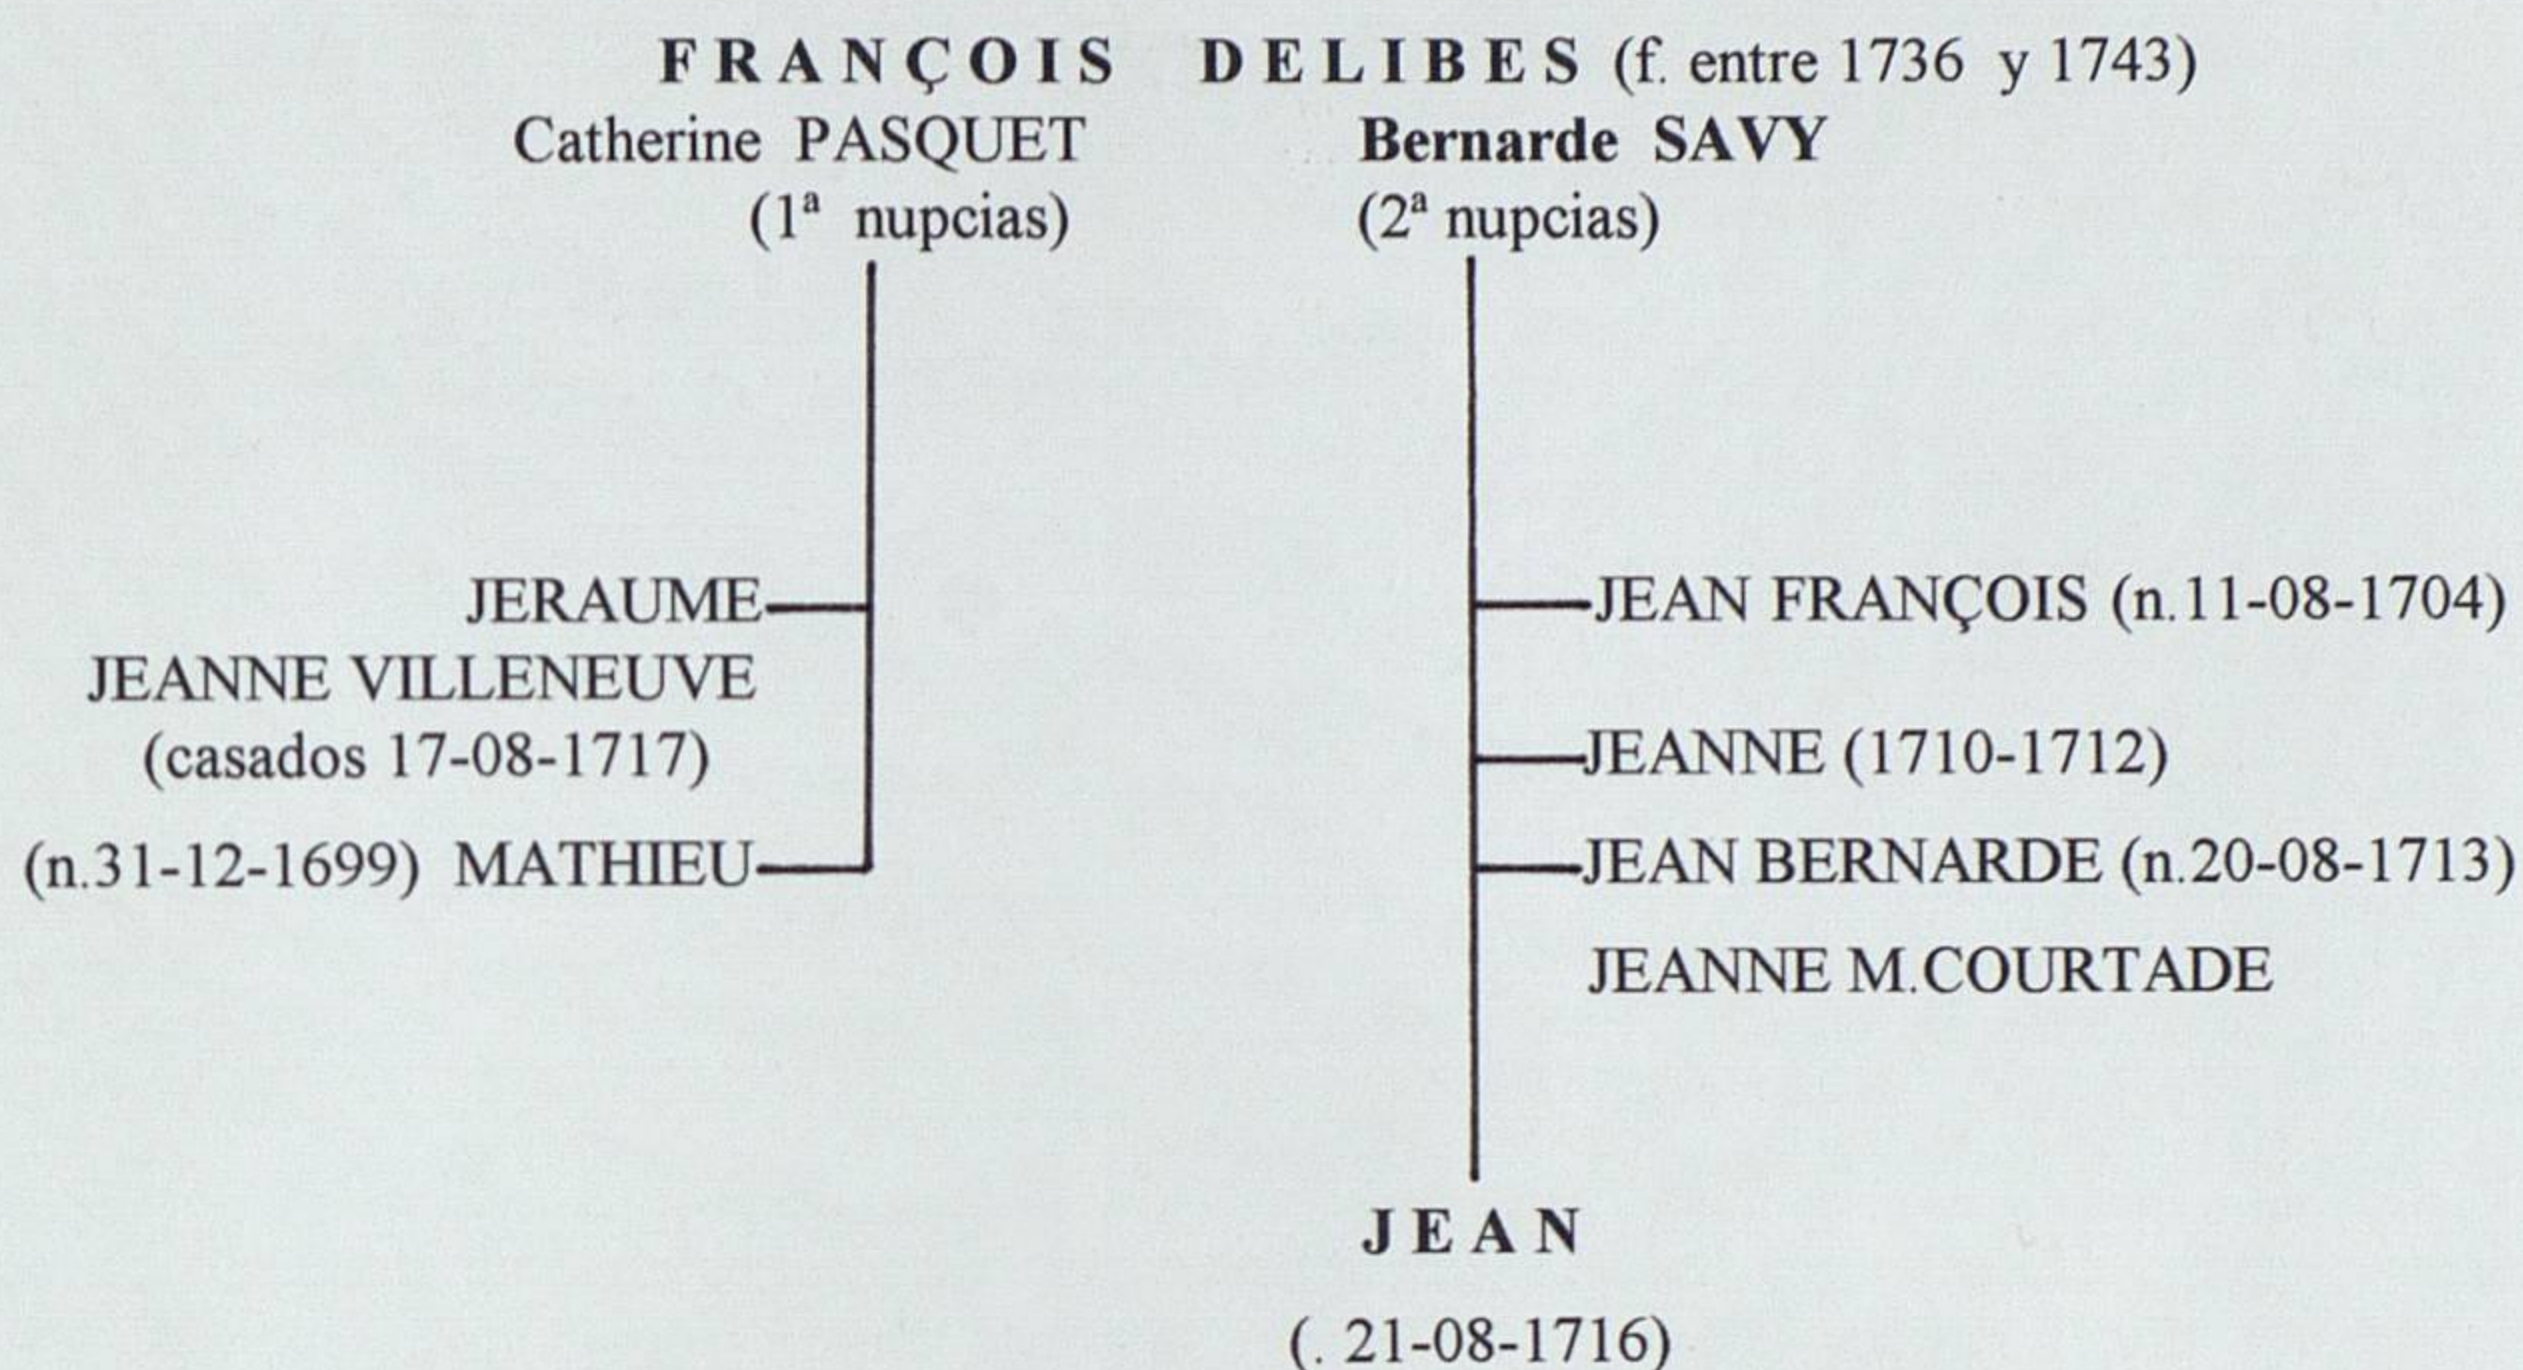 FRANÇOIS DELIBES (f. entre 1736 y 1743)
Catherine PASQUET Bernarde SAVY
(1ª nupcias) (2ª nupcias)
JERAUME JEAN FRANÇOIS (n.11-08-1704)
JEANNE VILLENEUVE
(casados 17-08-1717) JEANNE (1710-1712)
(n.31-12-1699) MATHIEU JEAN BERNARDE (n.20-08-1713)
JEANNE M.COURTADE
JEAN
(. 21-08-1716)